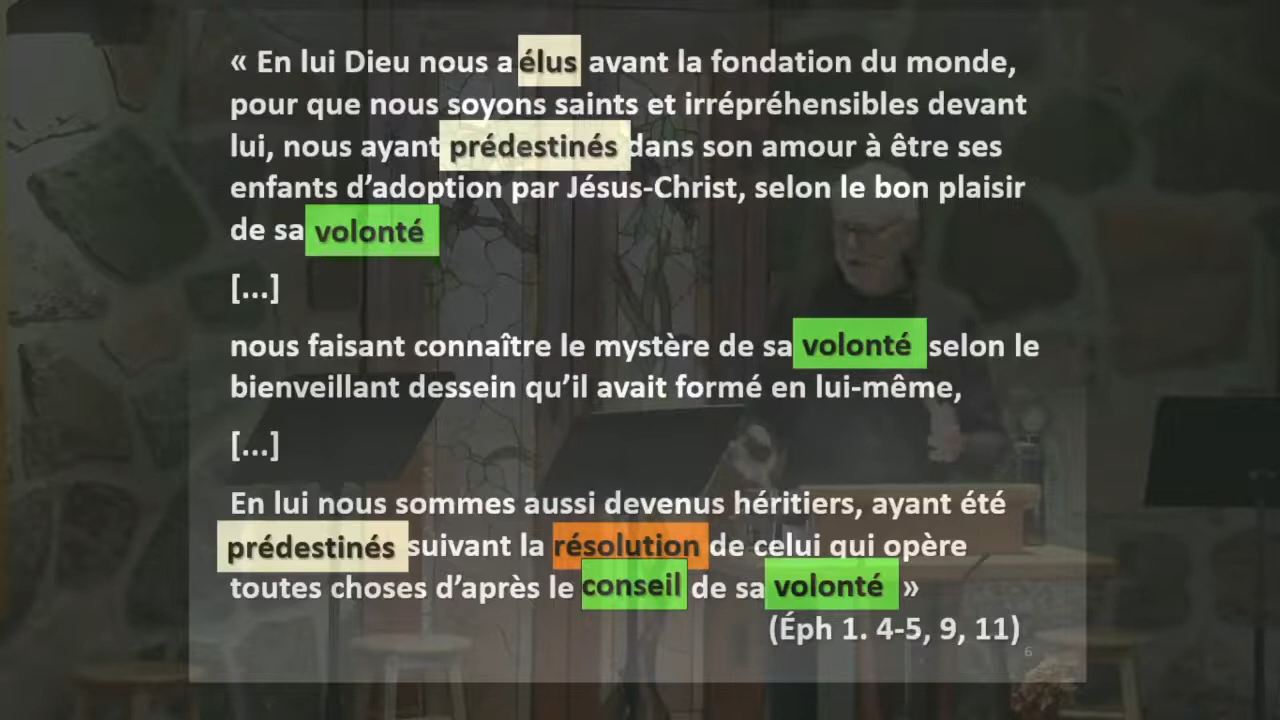 « En lui Dieu nous a élus avant la fondation du monde,
pour que nous soyons saints et irrépréhensibles devant
lui, nous ayant prédestinés dans son amour à être ses
enfants d’adoption par Jésus-Christ, selon le bon plaisir
de sa volonté
[...]
nous faisant connaître le mystère de sa volonté selon le
bienveillant dessein qu’il avait formé en lui-même,
[...]
En lui nous sommes aussi devenus héritiers, ayant été
prédestinés suivant la résolution de celui qui opère
toutes choses d’après le conseil de sa volonté »
(Éph 1. 4-5, 9, 11)
6